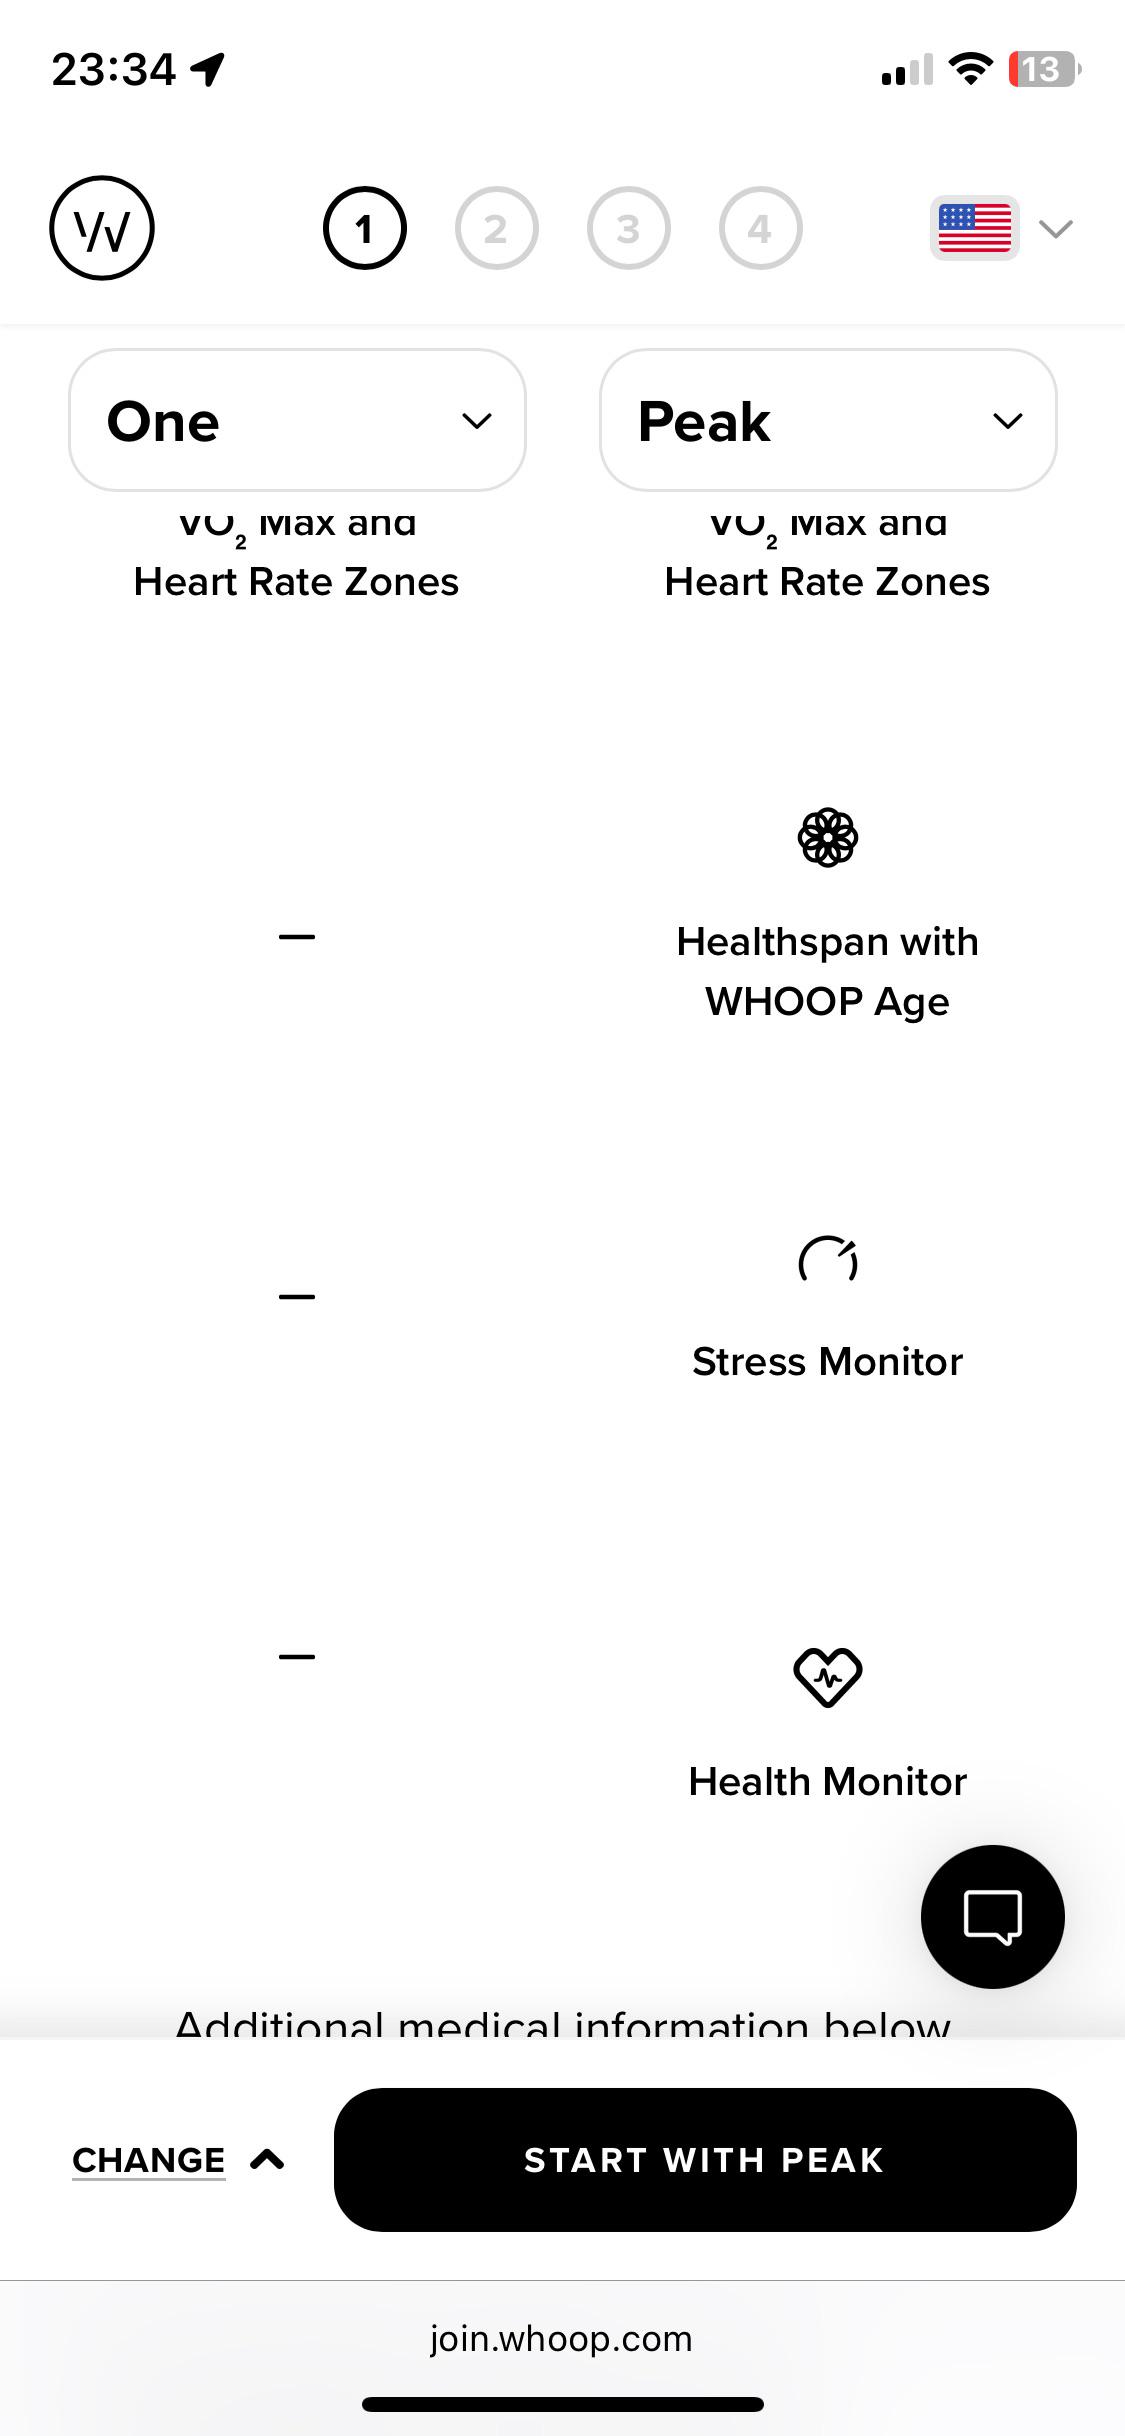 23:34
13
1 2 3 4
One Peak
VO₂ Max and
Heart Rate Zones
VO₂ Max and
Heart Rate Zones
–
Healthspan with
WHOOP Age
–
Stress Monitor
–
Health Monitor
Additional medical information below
CHANGE
START WITH PEAK
join.whoop.com